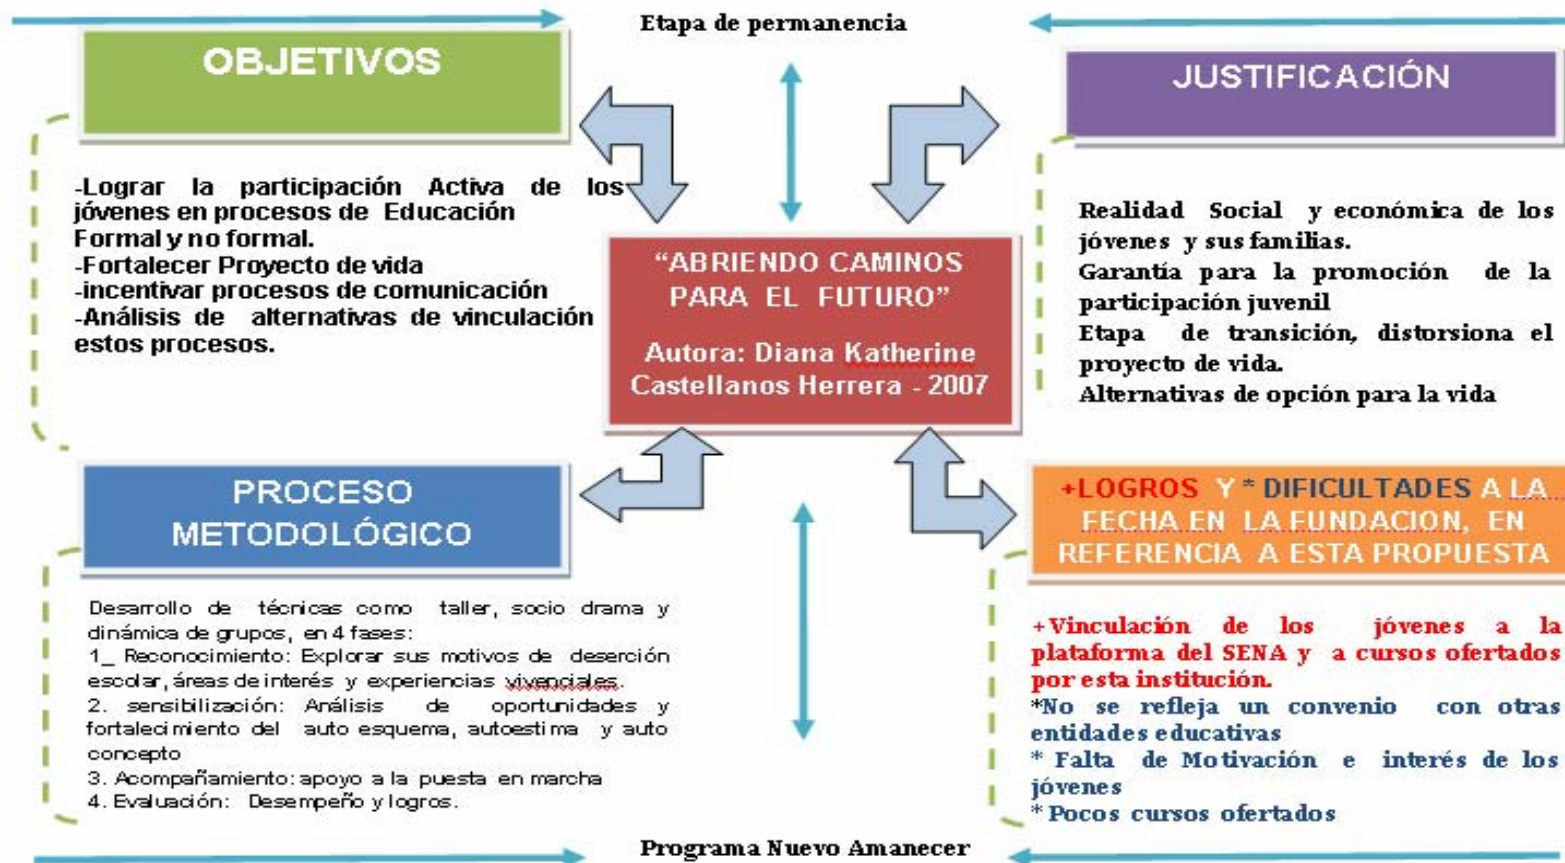 Etapa de permanencia
OBJETIVOS
-Lograr la participación Activa de los
jóvenes en procesos de Educación
Formal y no formal.
-Fortalecer Proyecto de vida
-incentivar procesos de comunicación
-Análisis de alternativas de vinculación
estos procesos.
JUSTIFICACIÓN
Realidad Social y económica de los
jóvenes y sus familias.
Garantía para la promoción de la
participación juvenil
Etapa de transición, distorsiona el
proyecto de vida.
Alternativas de opción para la vida
“ABRIENDO CAMINOS
PARA EL FUTURO”
Autora: Diana Katherine
Castellanos Herrera - 2007
PROCESO
METODOLÓGICO
Desarrollo de técnicas como taller, socio drama y
dinámica de grupos, en 4 fases:
1_ Reconocimiento: Explorar sus motivos de deserción
escolar, áreas de interés y experiencias vivenciales.
2. sensibilización: Análisis de oportunidades y
fortalecimiento del auto esquema, autoestima y auto
concepto
3. Acompañamiento: apoyo a la puesta en marcha
4. Evaluación: Desempeño y logros.
+LOGROS Y * DIFICULTADES A LA
FECHA EN LA FUNDACION, EN
REFERENCIA A ESTA PROPUESTA
+Vinculación de los jóvenes a la
plataforma del SENA y a cursos ofertados
por esta institución.
*No se refleja un convenio con otras
entidades educativas
* Falta de Motivación e interés de los
jóvenes
* Pocos cursos ofertados
Programa Nuevo Amanecer